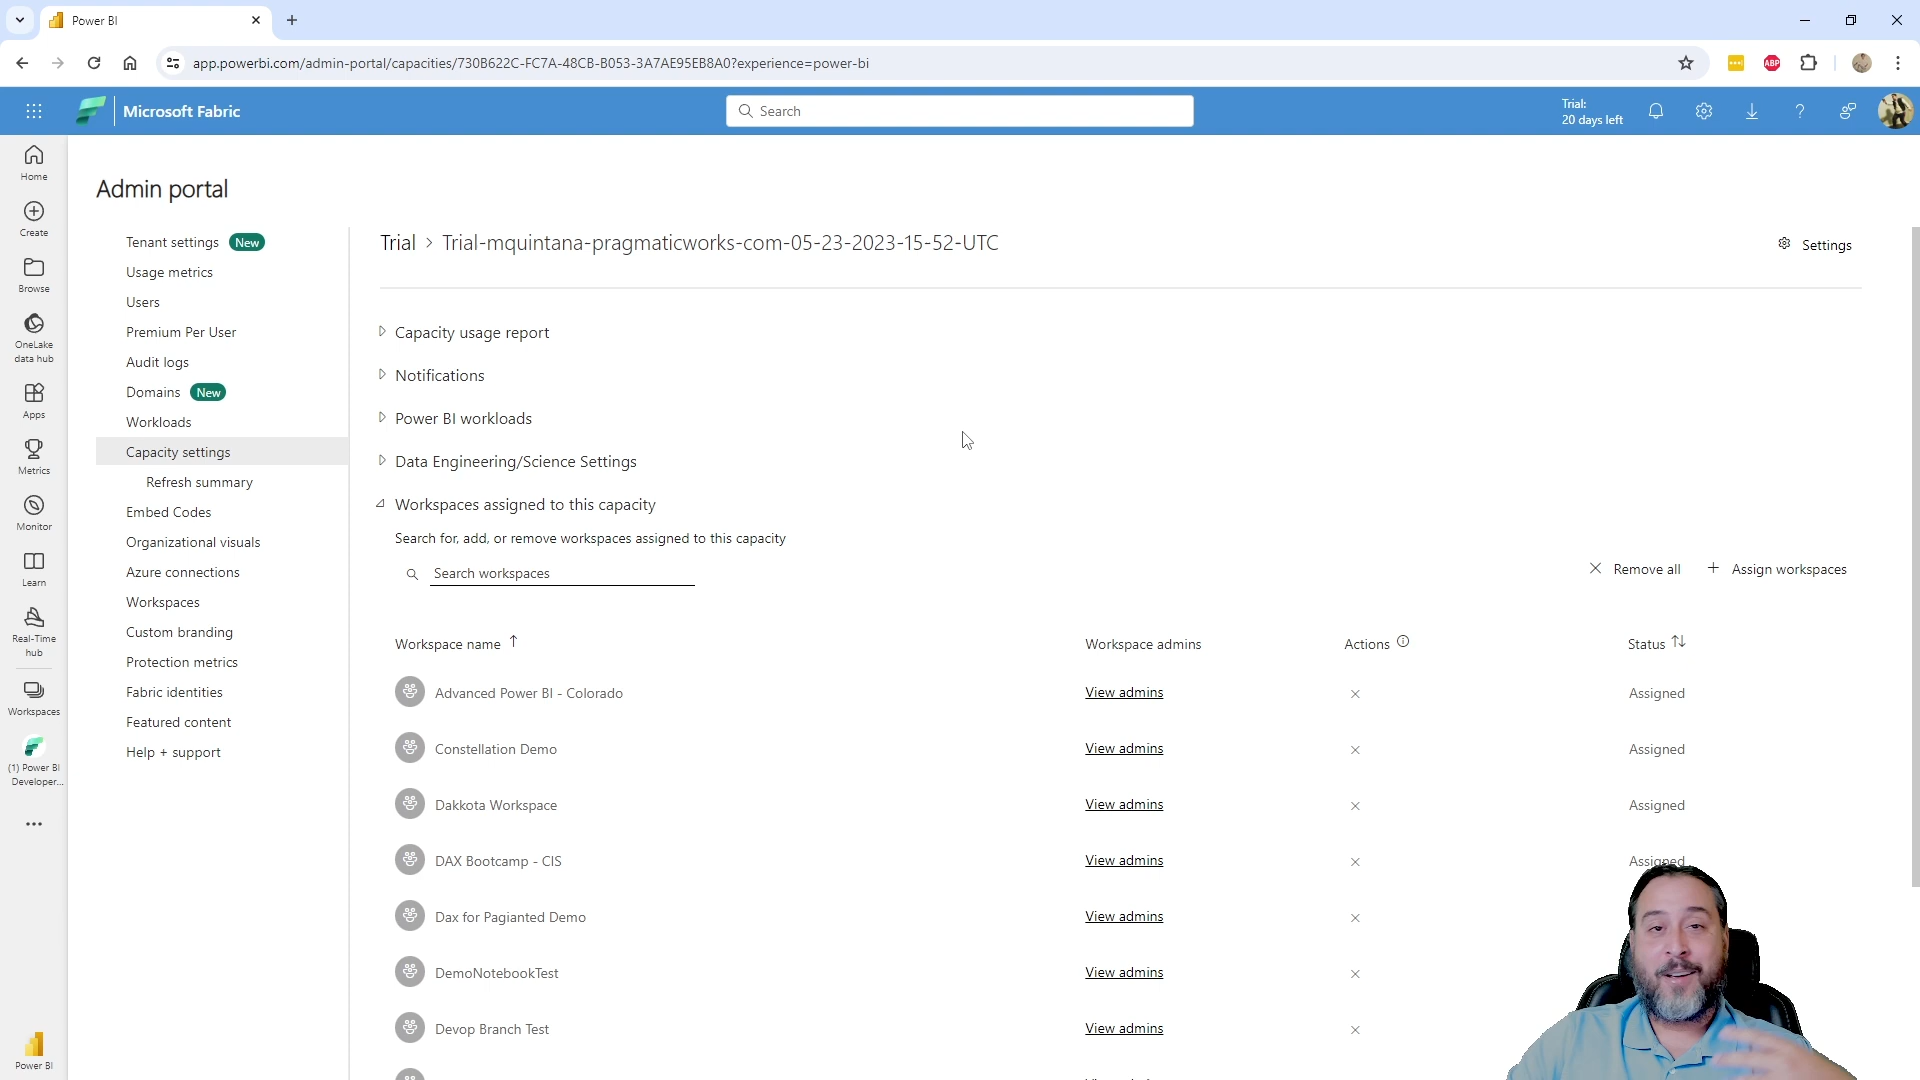 Power BI
app.powerbi.com/admin-portal/capacities/730B622C-FC7A-48CB-B053-3A7AE95EB8A0?experience=power-bi
ABP
Microsoft Fabric
Search
Trial:
20 days left
Home
Create
Browse
OneLake
data hub
Apps
Metrics
Monitor
Learn
Real-Time
hub
Workspaces
(1) Power BI
Developer...
Power BI
Admin portal
Tenant settings New
Usage metrics
Users
Premium Per User
Audit logs
Domains New
Workloads
Capacity settings
Refresh summary
Embed Codes
Organizational visuals
Azure connections
Workspaces
Custom branding
Protection metrics
Fabric identities
Featured content
Help + support
Trial > Trial-mquintana-pragmaticworks-com-05-23-2023-15-52-UTC
Settings
Capacity usage report
Notifications
Power BI workloads
Data Engineering/Science Settings
Workspaces assigned to this capacity
Search for, add, or remove workspaces assigned to this capacity
Search workspaces
Remove all
Assign workspaces
Workspace name Workspace admins Actions Status
Advanced Power BI - Colorado View admins Assigned
Constellation Demo View admins Assigned
Dakkota Workspace View admins Assigned
DAX Bootcamp - CIS View admins Assigned
Dax for Pagianted Demo View admins
DemoNotebookTest View admins
Devop Branch Test View admins